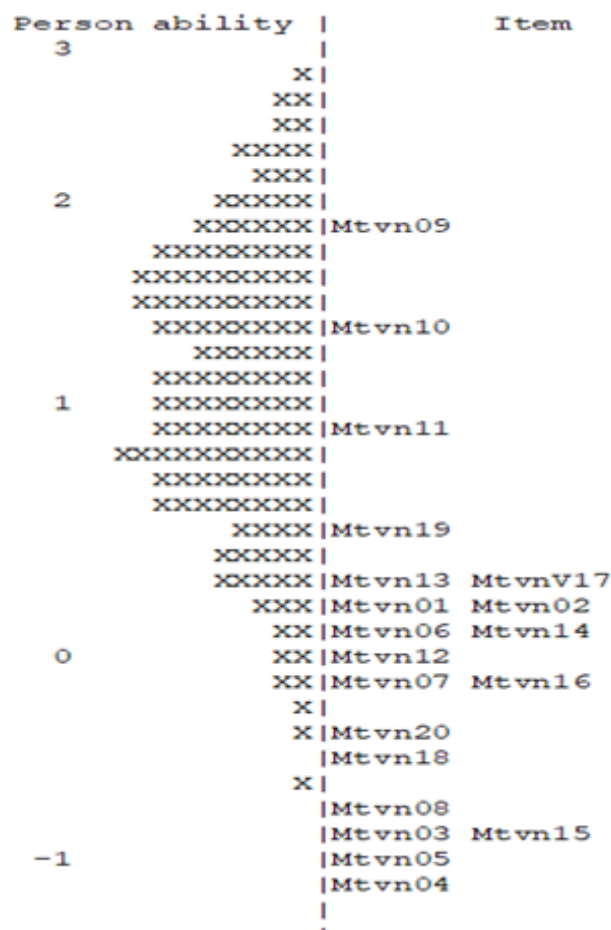 Person ability | Item
3 |
X|
XX|
XX|
XXXX|
XXX|
2 XXXXX|
XXXXXX|Mtvn09
XXXXXXXX|
XXXXXXXXX|
XXXXXXXXX|
XXXXXXXX|Mtvn10
XXXXXX|
XXXXXXXX|
1 XXXXXXXX|
XXXXXXXX|Mtvn11
XXXXXXXXXX|
XXXXXXXX|
XXXXXXXX|
XXXX|Mtvn19
XXXXX|
XXXXX|Mtvn13 MtvnV17
XXX|Mtvn01 Mtvn02
XX|Mtvn06 Mtvn14
0 XX|Mtvn12
XX|Mtvn07 Mtvn16
X|
X|Mtvn20
|Mtvn18
X|
|Mtvn08
|Mtvn03 Mtvn15
-1 |Mtvn05
|Mtvn04
|